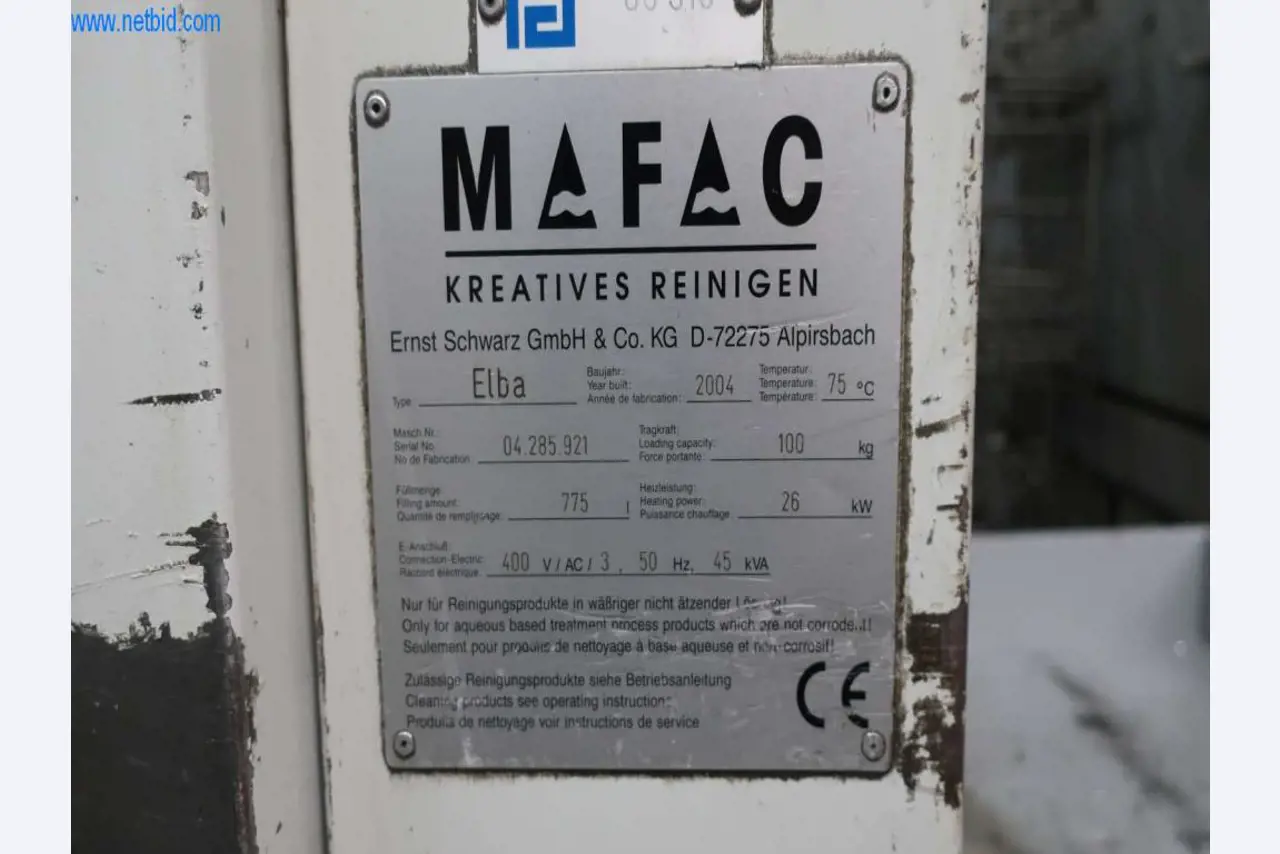 www.netbid.com
MAFAC
KREATIVES REINIGEN
Ernst Schwarz GmbH & Co. KG D-72275 Alpirsbach
Type Elba Baujahr: Year built: Année de fabrication: 2004 Temperatur: Temperature: Température: 75 °C
Masch Nr.: Serial No. No de Fabrication 04.285.921 Tragkraft: Loading capacity: Force portante: 100 kg
Füllmenge: Filling amount: Quantité de remplissage: 775 l Heizleistung: Heating power: Puissance chauffage 26 kW
E. Anschluß: Connection-Electric: Raccord électrique: 400 V/AC/ 3, 50 Hz, 45 kVA
Nur für Reinigungsprodukte in wäßriger nicht ätzender
Only for aqueous based treatment process products which are not
Seulement pour produits de nettoyage à base aqueuse et non-corrosif!
Zulässige Reinigungsprodukte siehe Betriebsanleitung
Cleaning products see operating instruction
Produits de nettoyage voir instructions de service
CE